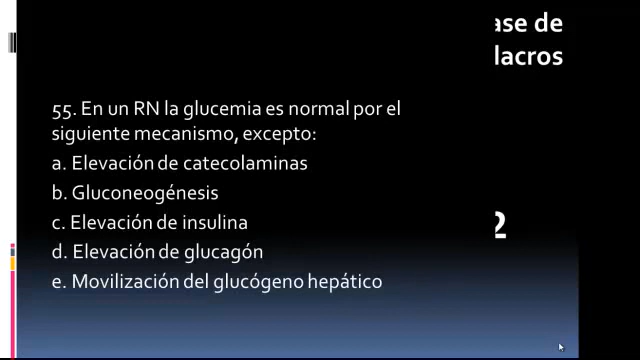 ase de
lacros
55. En un RN la glucemia es normal por el
siguiente mecanismo, excepto:
a. Elevación de catecolaminas
b. Gluconeogénesis
c. Elevación de insulina
d. Elevación de glucagón
e. Movilización del glucógeno hepático
2